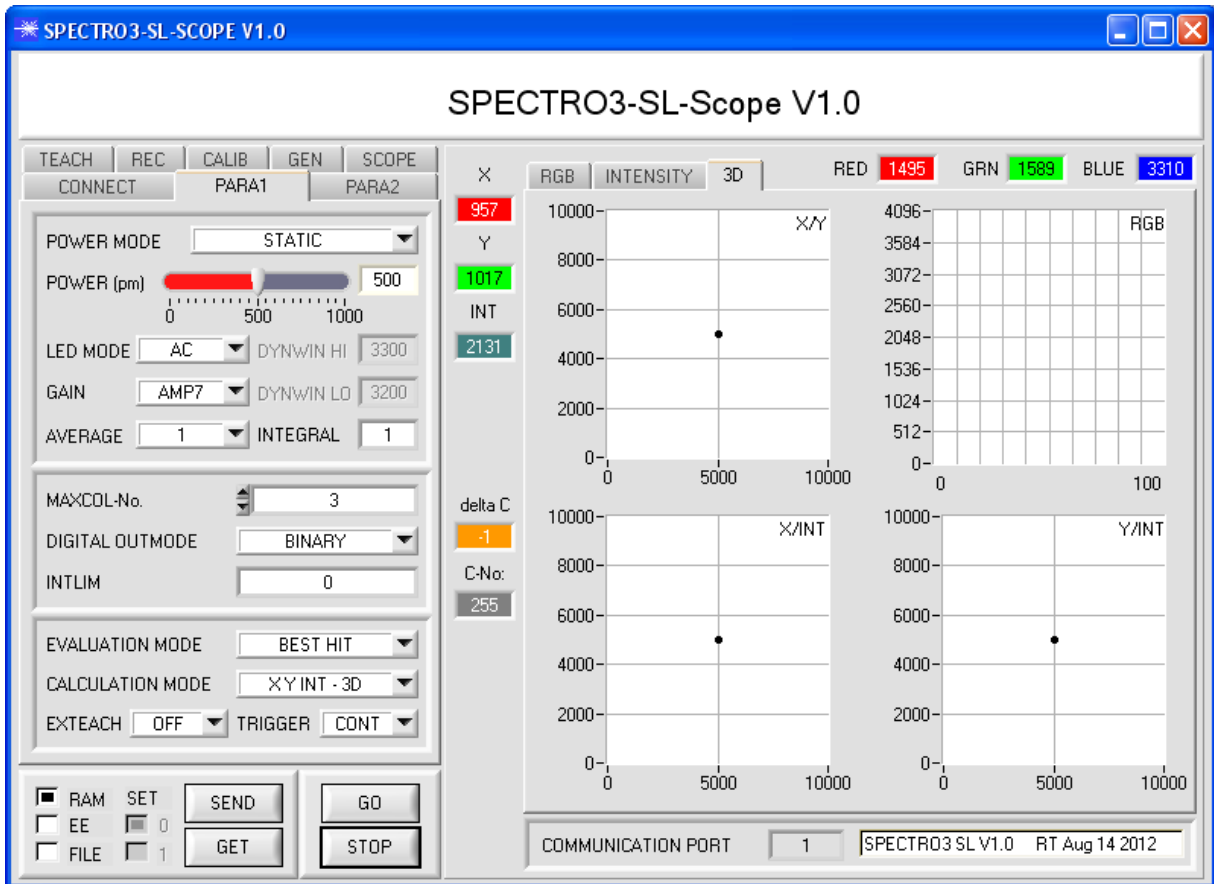 SPECTRO3-SL-SCOPE V1.0
SPECTRO3-SL-Scope V1.0
TEACH REC CALIB GEN SCOPE
CONNECT PARA1 PARA2
POWER MODE STATIC
POWER (pm) 500
0 500 1000
LED MODE AC DYNWIN HI 3300
GAIN AMP7 DYNWIN LO 3200
AVERAGE 1 INTEGRAL 1
MAXCOL-No. 3
DIGITAL OUTMODE BINARY
INTLIM 0
EVALUATION MODE BEST HIT
CALCULATION MODE X Y INT - 3D
EXTEACH OFF TRIGGER CONT
RAM SET SEND GO
EE 0
FILE 1 GET STOP
X
957
Y
1017
INT
2131
delta C
-1
C-No:
255
RGB INTENSITY 3D RED 1495 GRN 1589 BLUE 3310
X/Y
10000
8000
6000
4000
2000
0
0 5000 10000
RGB
4096
3584
3072
2560
2048
1536
1024
512
0
0 100
X/INT
10000
8000
6000
4000
2000
0
0 5000 10000
Y/INT
10000
8000
6000
4000
2000
0
0 5000 10000
COMMUNICATION PORT 1 SPECTRO3 SL V1.0 RT Aug 14 2012